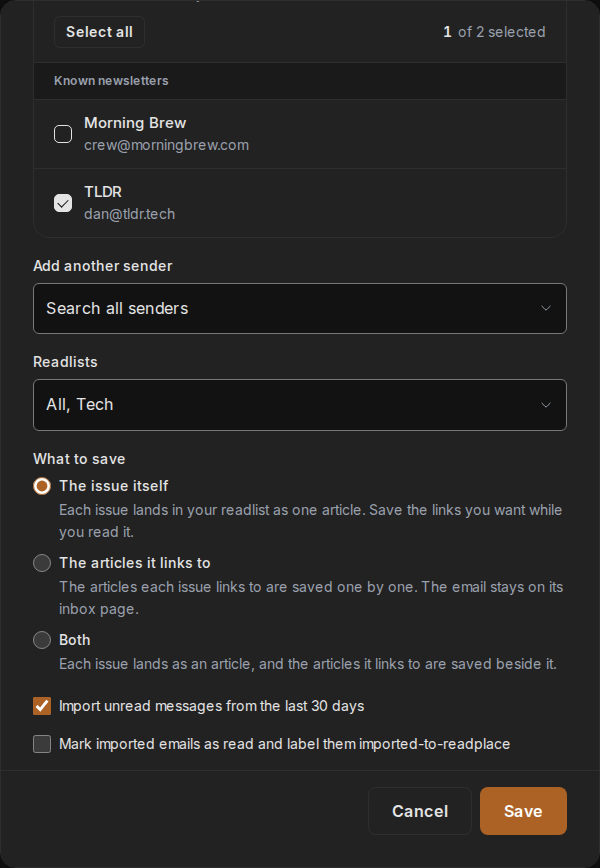 Select all
1 of 2 selected
Known newsletters
Morning Brew
crew@morningbrew.com
TLDR
dan@tldr.tech
Add another sender
Search all senders
Readlists
All, Tech
What to save
The issue itself
Each issue lands in your readlist as one article. Save the links you want while
you read it.
The articles it links to
The articles each issue links to are saved one by one. The email stays on its
inbox page.
Both
Each issue lands as an article, and the articles it links to are saved beside it.
Import unread messages from the last 30 days
Mark imported emails as read and label them imported-to-readplace
Cancel
Save